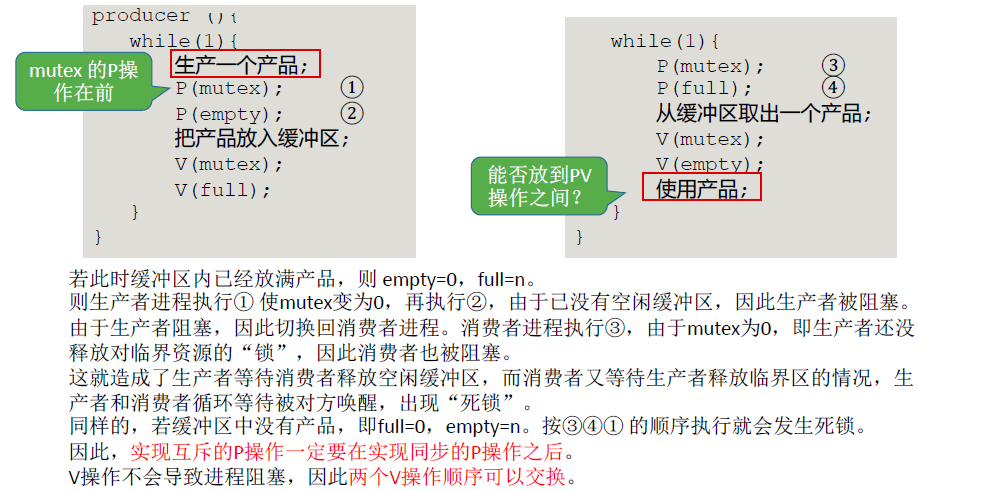 producer (){
while(1){
生产一个产品;
mutex 的P操
作在前
P(mutex); ①
P(empty); ②
把产品放入缓冲区;
V(mutex);
V(full);
}
}
while(1){
P(mutex); ③
P(full); ④
从缓冲区取出一个产品;
V(mutex);
V(empty);
能否放到PV
操作之间?
使用产品;
}
}
若此时缓冲区内已经放满产品，则 empty=0，full=n。
则生产者进程执行① 使mutex变为0，再执行②，由于已没有空闲缓冲区，因此生产者被阻塞。
由于生产者阻塞，因此切换回消费者进程。消费者进程执行③，由于mutex为0，即生产者还没
释放对临界资源的“锁”，因此消费者也被阻塞。
这就造成了生产者等待消费者释放空闲缓冲区，而消费者又等待生产者释放临界区的情况，生
产者和消费者循环等待被对方唤醒，出现“死锁”。
同样的，若缓冲区中没有产品，即full=0，empty=n。按③④① 的顺序执行就会发生死锁。
因此，实现互斥的P操作一定要在实现同步的P操作之后。
V操作不会导致进程阻塞，因此两个V操作顺序可以交换。